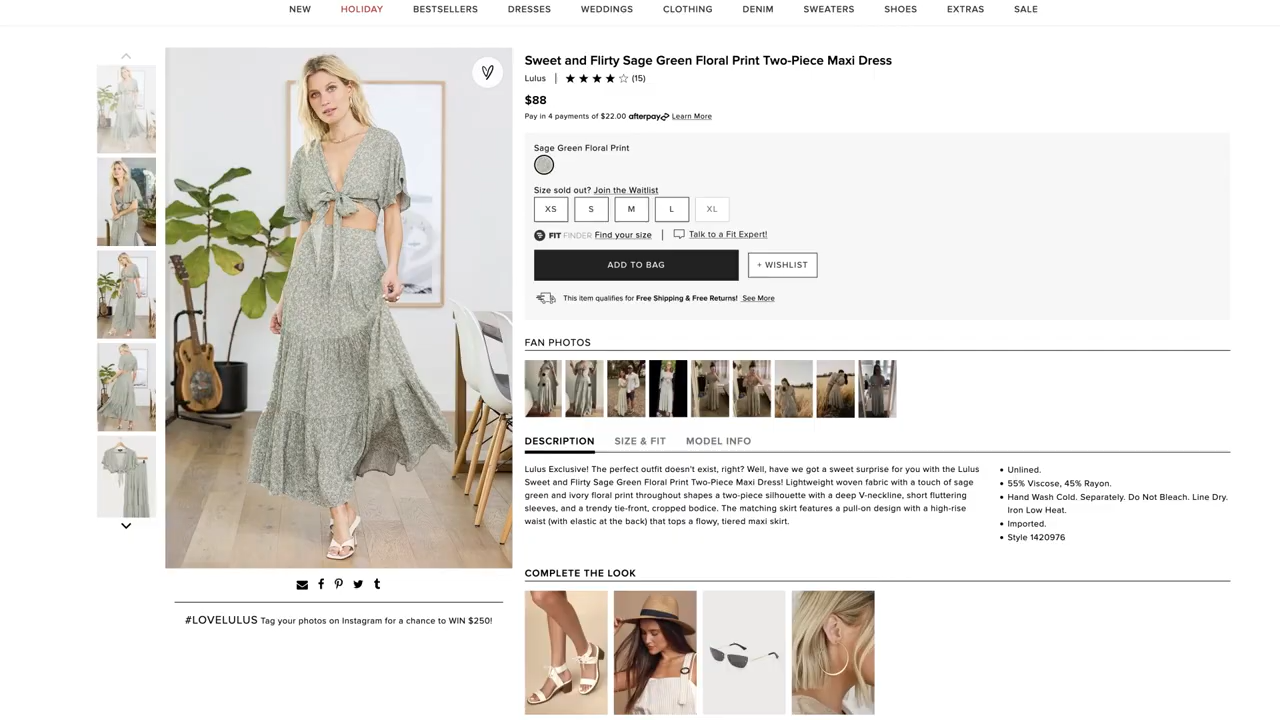 NEW HOLIDAY BESTSELLERS DRESSES WEDDINGS CLOTHING DENIM SWEATERS SHOES EXTRAS SALE
Sweet and Flirty Sage Green Floral Print Two-Piece Maxi Dress
Lulus | (15)
$88
Pay in 4 payments of $22.00 afterpay Learn More
Sage Green Floral Print
Size sold out? Join the Waitlist
XS S M L XL
FIT FINDER Find your size | Talk to a Fit Expert!
ADD TO BAG + WISHLIST
This item qualifies for Free Shipping & Free Returns! See More
FAN PHOTOS
DESCRIPTION SIZE & FIT MODEL INFO
Lulus Exclusive! The perfect outfit doesn't exist, right? Well, have we got a sweet surprise for you with the Lulus
Sweet and Flirty Sage Green Floral Print Two-Piece Maxi Dress! Lightweight woven fabric with a touch of sage
green and ivory floral print throughout shapes a two-piece silhouette with a deep V-neckline, short fluttering
sleeves, and a trendy tie-front, cropped bodice. The matching skirt features a pull-on design with a high-rise
waist (with elastic at the back) that tops a flowy, tiered maxi skirt.
• Unlined.
• 55% Viscose, 45% Rayon.
• Hand Wash Cold. Separately. Do Not Bleach. Line Dry.
Iron Low Heat.
• Imported.
• Style 1420976
COMPLETE THE LOOK
#LOVELULUS Tag your photos on Instagram for a chance to WIN $250!